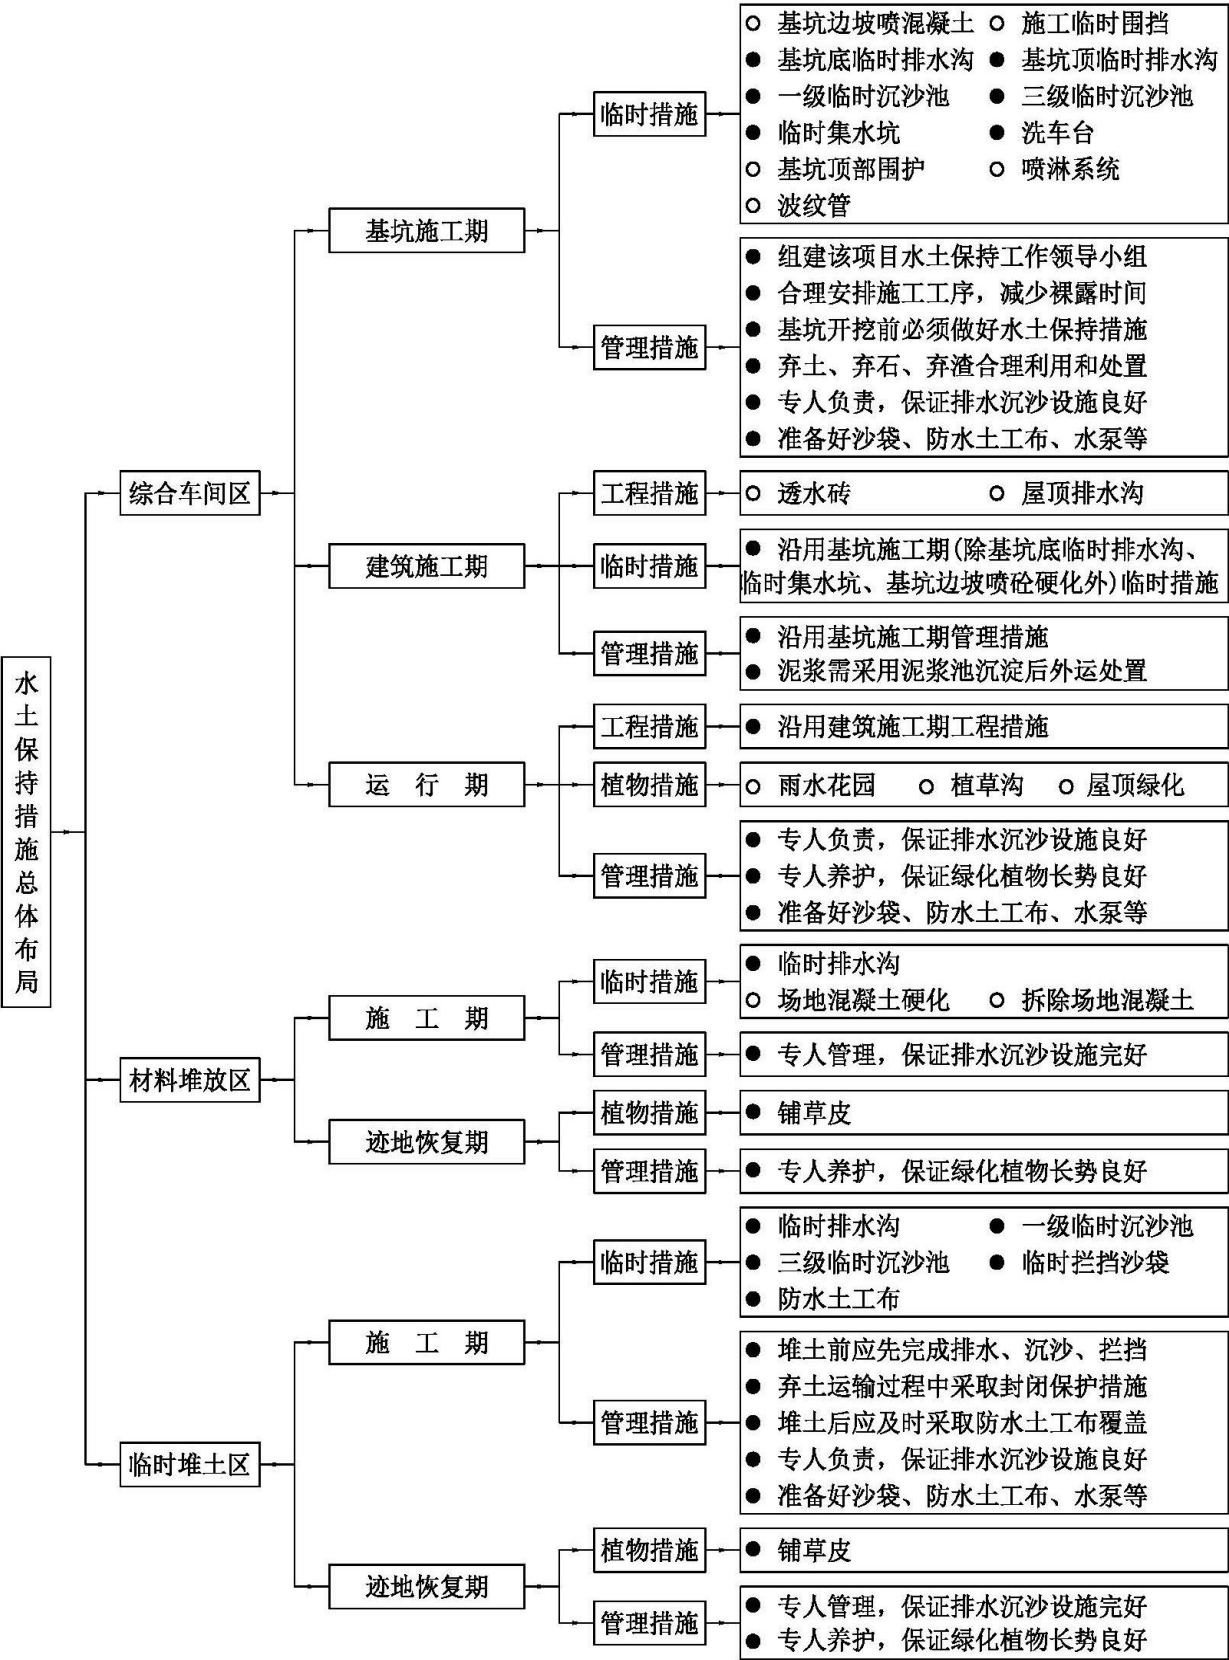 水土保持措施总体布局
综合车间区
基坑施工期
临时措施
○ 基坑边坡喷混凝土 ○ 施工临时围挡
● 基坑底临时排水沟 ● 基坑顶临时排水沟
● 一级临时沉沙池 ● 三级临时沉沙池
● 临时集水坑 ● 洗车台
○ 基坑顶部围护 ○ 喷淋系统
○ 波纹管
管理措施
● 组建该项目水土保持工作领导小组
● 合理安排施工工序，减少裸露时间
● 基坑开挖前必须做好水土保持措施
● 弃土、弃石、弃渣合理利用和处置
● 专人负责，保证排水沉沙设施良好
● 准备好沙袋、防水土工布、水泵等
建筑施工期
工程措施
○ 透水砖 ○ 屋顶排水沟
临时措施
● 沿用基坑施工期(除基坑底临时排水沟、
临时集水坑、基坑边坡喷砼硬化外)临时措施
管理措施
● 沿用基坑施工期管理措施
● 泥浆需采用泥浆池沉淀后外运处置
运行期
工程措施
● 沿用建筑施工期工程措施
植物措施
○ 雨水花园 ○ 植草沟 ○ 屋顶绿化
管理措施
● 专人负责，保证排水沉沙设施良好
● 专人养护，保证绿化植物长势良好
● 准备好沙袋、防水土工布、水泵等
材料堆放区
施工期
临时措施
● 临时排水沟
○ 场地混凝土硬化 ○ 拆除场地混凝土
管理措施
● 专人管理，保证排水沉沙设施完好
迹地恢复期
植物措施
● 铺草皮
管理措施
● 专人养护，保证绿化植物长势良好
临时堆土区
施工期
临时措施
● 临时排水沟 ● 一级临时沉沙池
● 三级临时沉沙池 ● 临时拦挡沙袋
● 防水土工布
管理措施
● 堆土前应先完成排水、沉沙、拦挡
● 弃土运输过程中采取封闭保护措施
● 堆土后应及时采取防水土工布覆盖
● 专人负责，保证排水沉沙设施良好
● 准备好沙袋、防水土工布、水泵等
迹地恢复期
植物措施
● 铺草皮
管理措施
● 专人管理，保证排水沉沙设施完好
● 专人养护，保证绿化植物长势良好